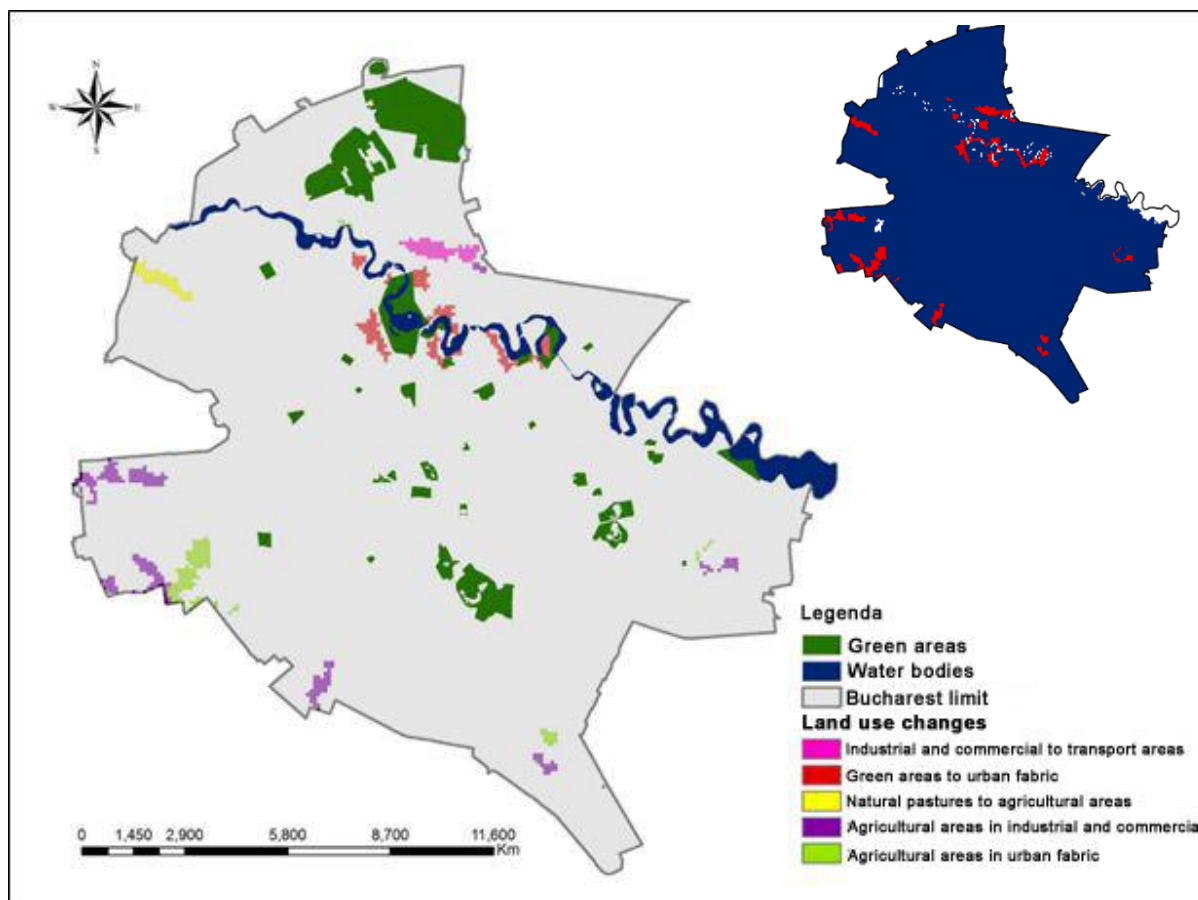 N
W
E
S
Legenda
Green areas
Water bodies
Bucharest limit
Land use changes
Industrial and commercial to transport areas
Green areas to urban fabric
Natural pastures to agricultural areas
Agricultural areas in industrial and commercial
Agricultural areas in urban fabric
0 1,450 2,900 5,800 8,700 11,600
Km